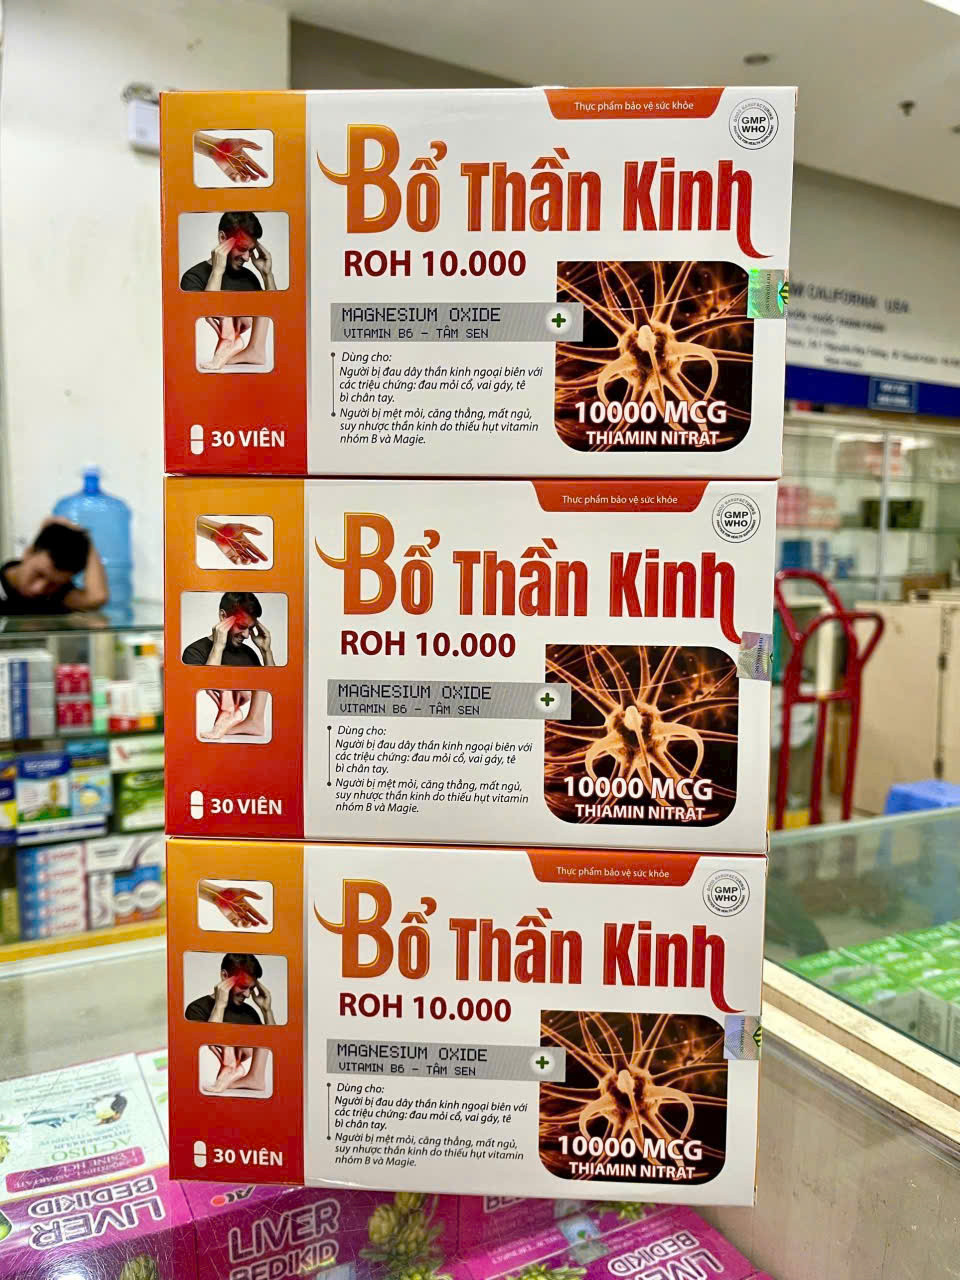 Thực phẩm bảo vệ sức khỏe
GMP
WHO
Bổ Thần Kinh
ROH 10.000
MAGNESIUM OXIDE
VITAMIN B6 - TÂM SEN
Dùng cho:
Người bị đau dây thần kinh ngoại biên với
các triệu chứng: đau mỏi cổ, vai gáy, tê
bì chân tay.
Người bị mệt mỏi, căng thẳng, mất ngủ,
suy nhược thần kinh do thiếu hụt vitamin
nhóm B và Magie.
10000 MCG
THIAMIN NITRAT
30 VIÊN
CALIFORNIA USA
Thực phẩm bảo vệ sức khỏe
GMP
WHO
Bổ Thần Kinh
ROH 10.000
MAGNESIUM OXIDE
VITAMIN B6 - TÂM SEN
Dùng cho:
Người bị đau dây thần kinh ngoại biên với
các triệu chứng: đau mỏi cổ, vai gáy, tê
bì chân tay.
Người bị mệt mỏi, căng thẳng, mất ngủ,
suy nhược thần kinh do thiếu hụt vitamin
nhóm B và Magie.
10000 MCG
THIAMIN NITRAT
30 VIÊN
Thực phẩm bảo vệ sức khỏe
GMP
WHO
Bổ Thần Kinh
ROH 10.000
MAGNESIUM OXIDE
VITAMIN B6 - TÂM SEN
Dùng cho:
Người bị đau dây thần kinh ngoại biên với
các triệu chứng: đau mỏi cổ, vai gáy, tê
bì chân tay.
Người bị mệt mỏi, căng thẳng, mất ngủ,
suy nhược thần kinh do thiếu hụt vitamin
nhóm B và Magie.
10000 MCG
THIAMIN NITRAT
30 VIÊN
ACTISO
LIVER
BEDIKID
LIVER
BEDIKID
LIVER
BEDIKID